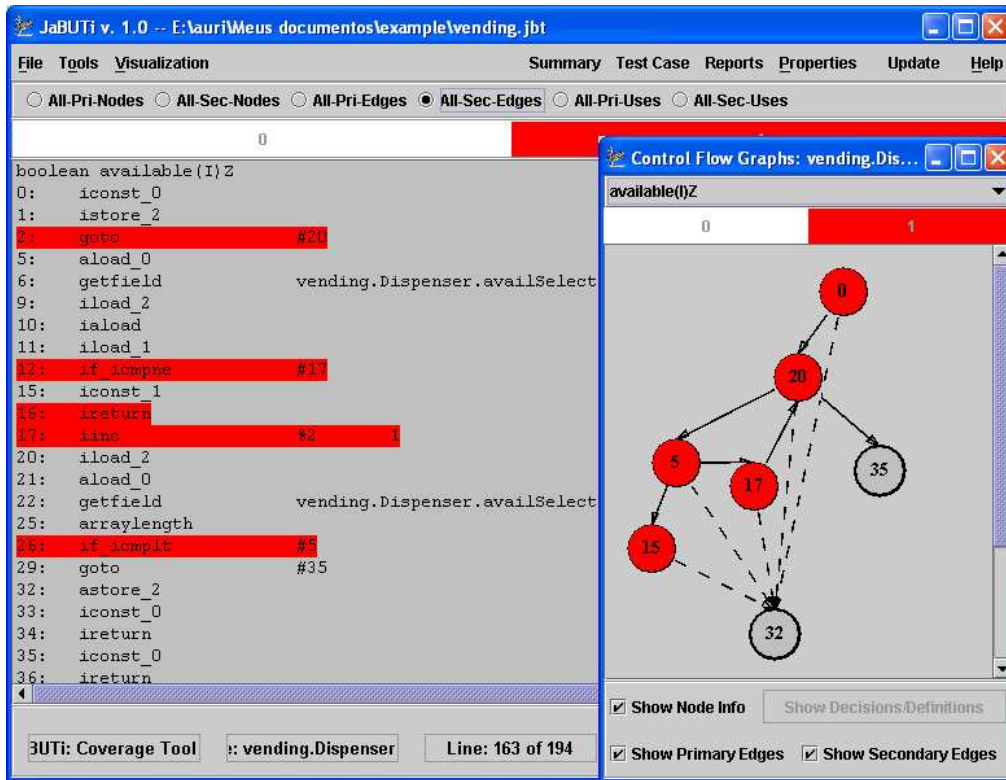 JaBUTi v. 1.0 -- E:\auri\Meus documentos\example\vending.jbt
File Tools Visualization Summary Test Case Reports Properties Update Help
All-Pri-Nodes All-Sec-Nodes All-Pri-Edges All-Sec-Edges All-Pri-Uses All-Sec-Uses
0
boolean available(I)Z
0: iconst_0
1: istore_2
2: goto #20
5: aload_0
6: getfield vending.Dispenser.availSelect
9: iload_2
10: iaload
11: iload_1
12: if_icmpne #17
15: iconst_1
16: ireturn
17: iinc %2 1
20: iload_2
21: aload_0
22: getfield vending.Dispenser.availSelect
25: arraylength
26: if_icmplt #5
29: goto #35
32: astore_2
33: iconst_0
34: ireturn
35: iconst_0
36: ireturn
BUTi: Coverage Tool
: vending.Dispenser
Line: 163 of 194
Control Flow Graphs: vending.Dis...
available(I)Z
0 1
0
20
5
17
35
15
32
Show Node Info Show Decisions/Definitions
Show Primary Edges Show Secondary Edges